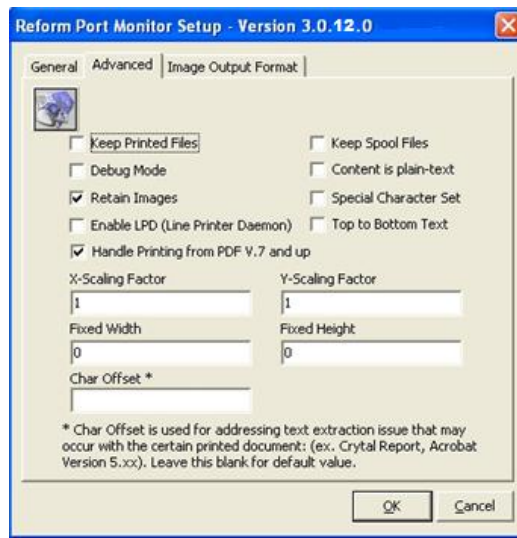 Reform Port Monitor Setup - Version 3.0.12.0
General Advanced Image Output Format
Keep Printed Files Keep Spool Files
Debug Mode Content is plain-text
Retain Images Special Character Set
Enable LPD (Line Printer Daemon) Top to Bottom Text
Handle Printing from PDF V.7 and up
X-Scaling Factor Y-Scaling Factor
1 1
Fixed Width Fixed Height
0 0
Char Offset *
* Char Offset is used for addressing text extraction issue that may
occur with the certain printed document: (ex. Crytal Report, Acrobat
Version 5.xx). Leave this blank for default value.
OK Cancel